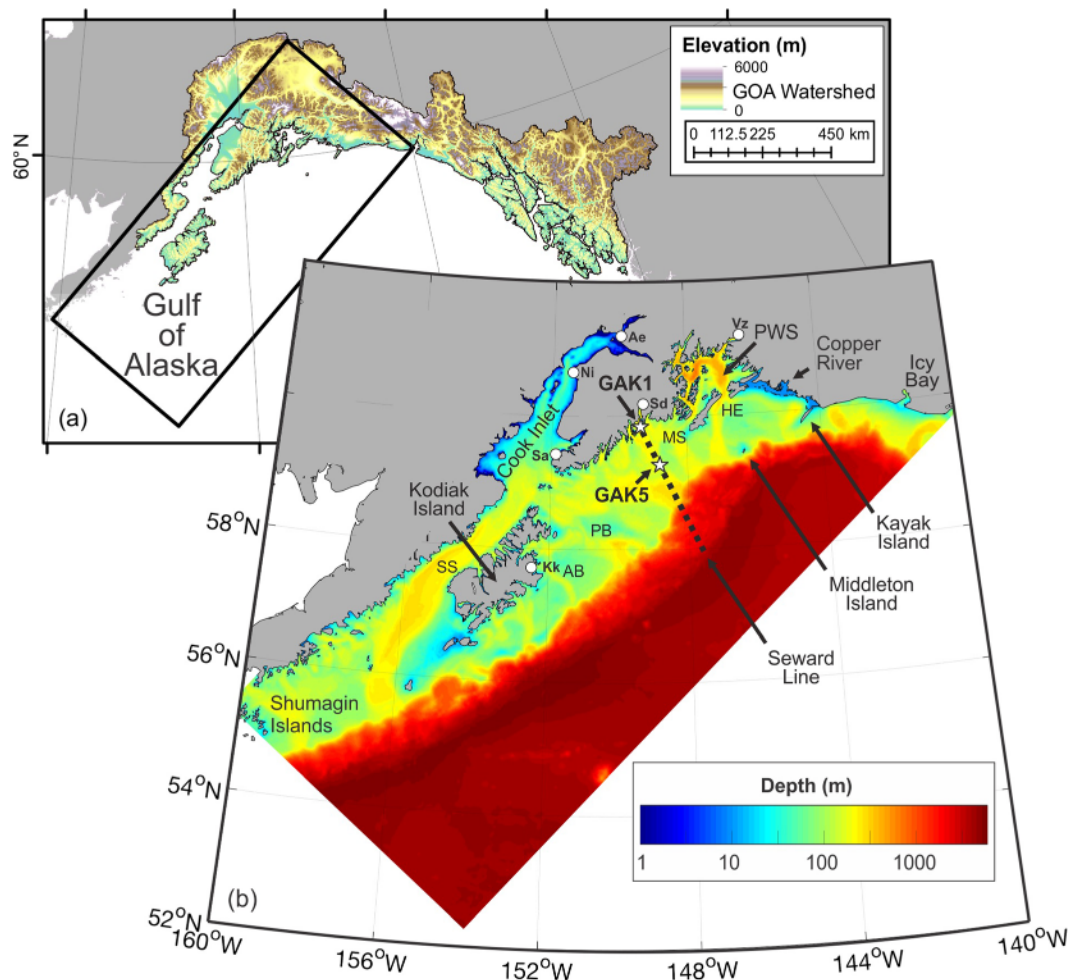 Elevation (m)
6000
GOA Watershed
0
0 112.5 225 450 km
60°N
Gulf
of
Alaska
(a)
Vz
PWS
Ae
Copper
River
Icy
Bay
Ni
GAK1
Sd
HE
MS
Cook Inlet
Sa
GAK5
Kodiak
Island
Kayak
Island
58°N
PB
SS
Kk
AB
Middleton
Island
56°N
Seward
Line
Shumagin
Islands
54°N
Depth (m)
1 10 100 1000
(b)
52°N
160°W
156°W
152°W
148°W
144°W
140°W